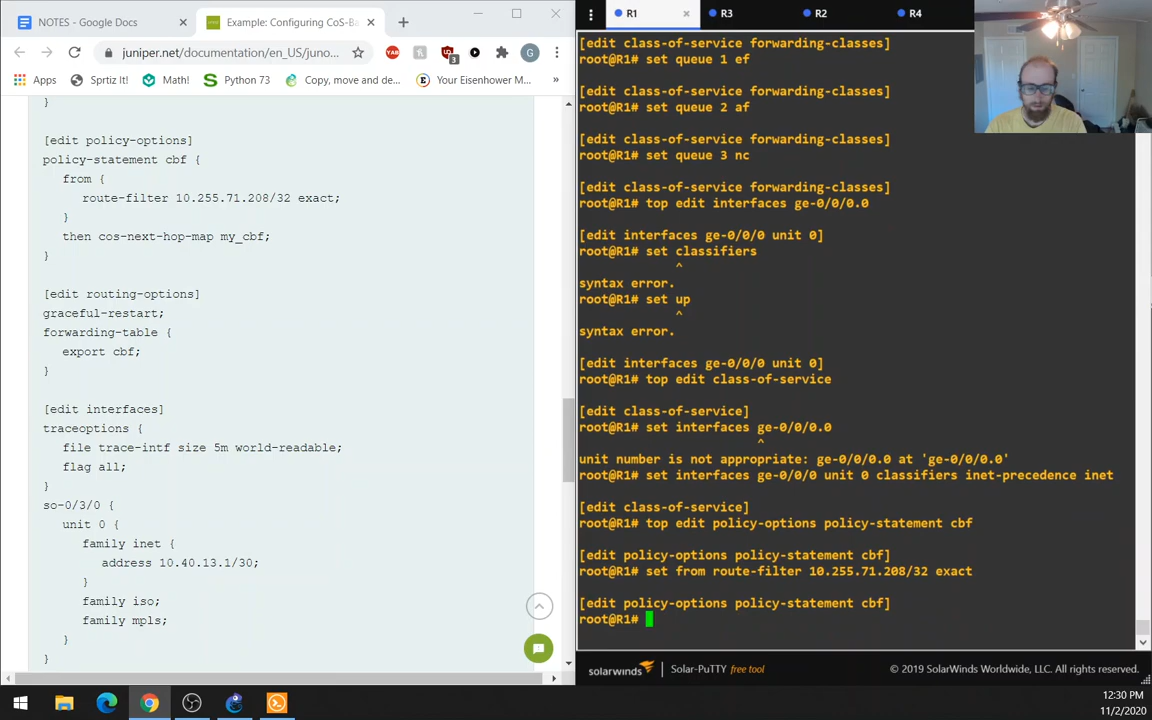 NOTES - Google Docs
Example: Configuring CoS-Ba
juniper.net/documentation/en_US/juno...
YAB
3
G
Apps
Sprtiz It!
Math!
Python 73
Copy, move and de...
Your Eisenhower M...
»
}
[edit policy-options]
policy-statement cbf {
from {
route-filter 10.255.71.208/32 exact;
}
then cos-next-hop-map my_cbf;
}
[edit routing-options]
graceful-restart;
forwarding-table {
export cbf;
}
[edit interfaces]
traceoptions {
file trace-intf size 5m world-readable;
flag all;
}
so-0/3/0 {
unit 0 {
family inet {
address 10.40.13.1/30;
}
family iso;
family mpls;
}
}
R1
R3
R2
R4
[edit class-of-service forwarding-classes]
root@R1# set queue 1 ef
[edit class-of-service forwarding-classes]
root@R1# set queue 2 af
[edit class-of-service forwarding-classes]
root@R1# set queue 3 nc
[edit class-of-service forwarding-classes]
root@R1# top edit interfaces ge-0/0/0.0
[edit interfaces ge-0/0/0 unit 0]
root@R1# set classifiers
^
syntax error.
root@R1# set up
^
syntax error.
[edit interfaces ge-0/0/0 unit 0]
root@R1# top edit class-of-service
[edit class-of-service]
root@R1# set interfaces ge-0/0/0.0
^
unit number is not appropriate: ge-0/0/0.0 at 'ge-0/0/0.0'
root@R1# set interfaces ge-0/0/0 unit 0 classifiers inet-precedence inet
[edit class-of-service]
root@R1# top edit policy-options policy-statement cbf
[edit policy-options policy-statement cbf]
root@R1# set from route-filter 10.255.71.208/32 exact
[edit policy-options policy-statement cbf]
root@R1#
solarwinds
Solar-PuTTY free tool
© 2019 SolarWinds Worldwide, LLC. All rights reserved.
12:30 PM
11/2/2020